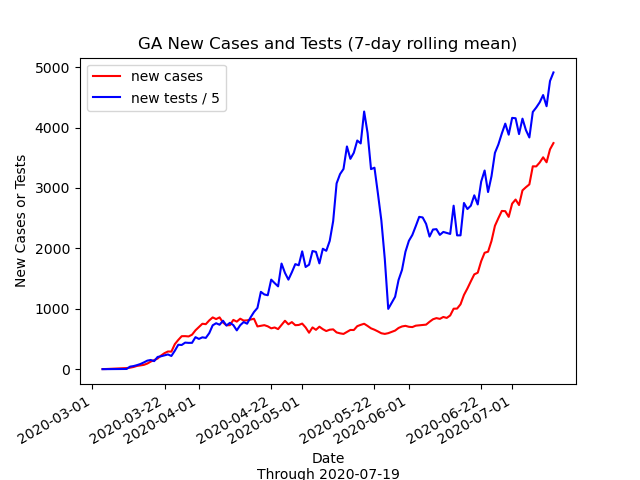 GA New Cases and Tests (7-day rolling mean)
new cases
new tests / 5
New Cases or Tests
5000
4000
3000
2000
1000
0
2020-03-01
2020-03-22
2020-04-01
2020-04-22
2020-05-01
2020-05-22
2020-06-01
2020-06-22
2020-07-01
Date
Through 2020-07-19